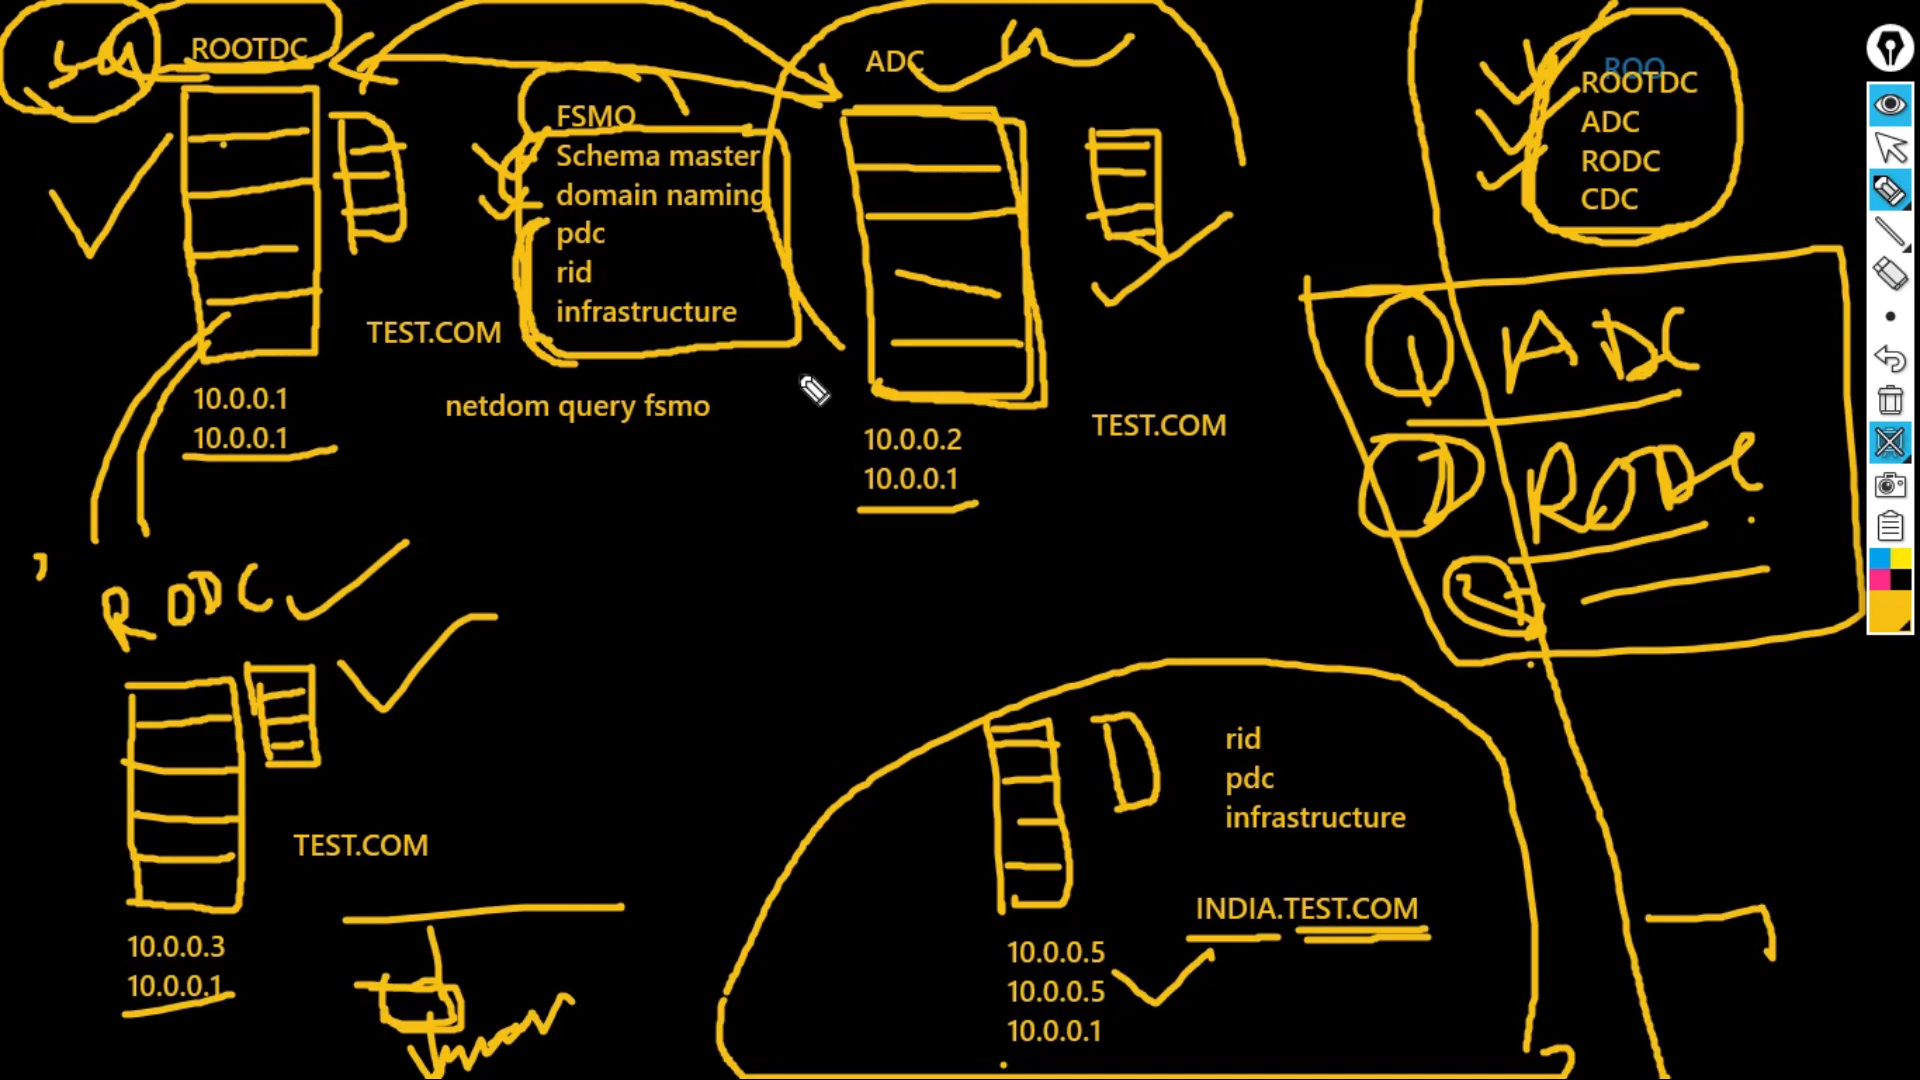 ROOTDC
ADC
FSMO
Schema master
domain naming
pdc
rid
infrastructure
TEST.COM
10.0.0.1
10.0.0.1
netdom query fsmo
10.0.0.2
10.0.0.1
TEST.COM
ROO
ROOTDC
ADC
RODC
CDC
1 ADC
RODC
RODC
TEST.COM
10.0.0.3
10.0.0.1
rid
pdc
infrastructure
INDIA.TEST.COM
10.0.0.5
10.0.0.5
10.0.0.1